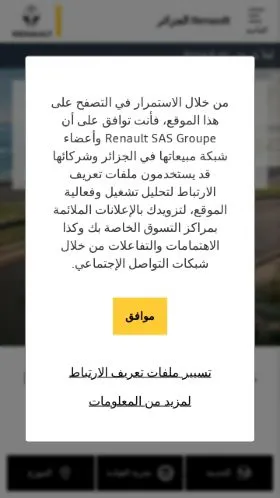 Renault الجزائر
RENAULT
من خلال الاستمرار في التصفح على
هذا الموقع، فأنت توافق على أن
Renault SAS Groupe وأعضاء
شبكة مبيعاتها في الجزائر وشركائها
قد يستخدمون ملفات تعريف
الارتباط لتحليل تشغيل وفعالية
الموقع، لتزويدك بالإعلانات الملائمة
بمراكز التسوق الخاصة بك وكذا
الاهتمامات والتفاعلات من خلال
شبكات التواصل الإجتماعي.
موافق
تسيير ملفات تعريف الارتباط
لمزيد من المعلومات